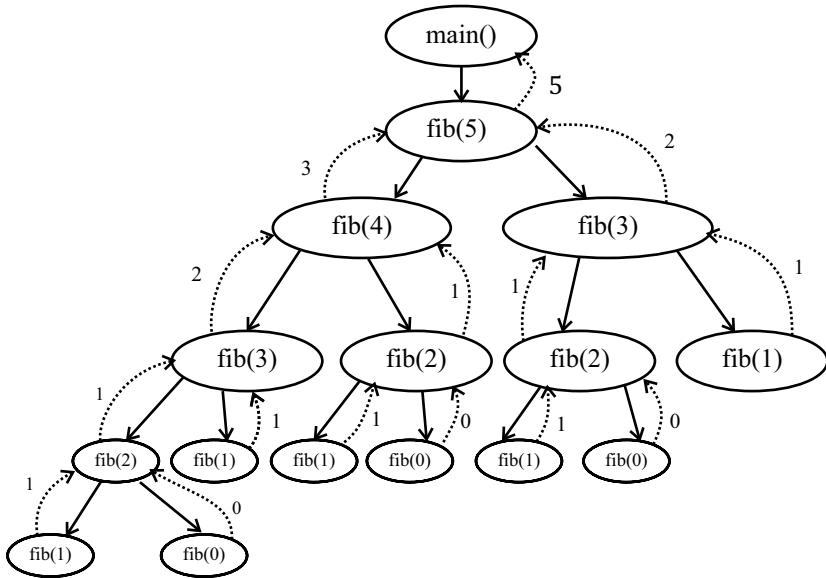 main()
5
fib(5)
3
2
fib(4)
fib(3)
2
1
1
1
fib(3)
fib(2)
fib(2)
fib(1)
1
1
1
0
1
0
fib(2)
fib(1)
fib(1)
fib(0)
fib(1)
fib(0)
1
0
fib(1)
fib(0)